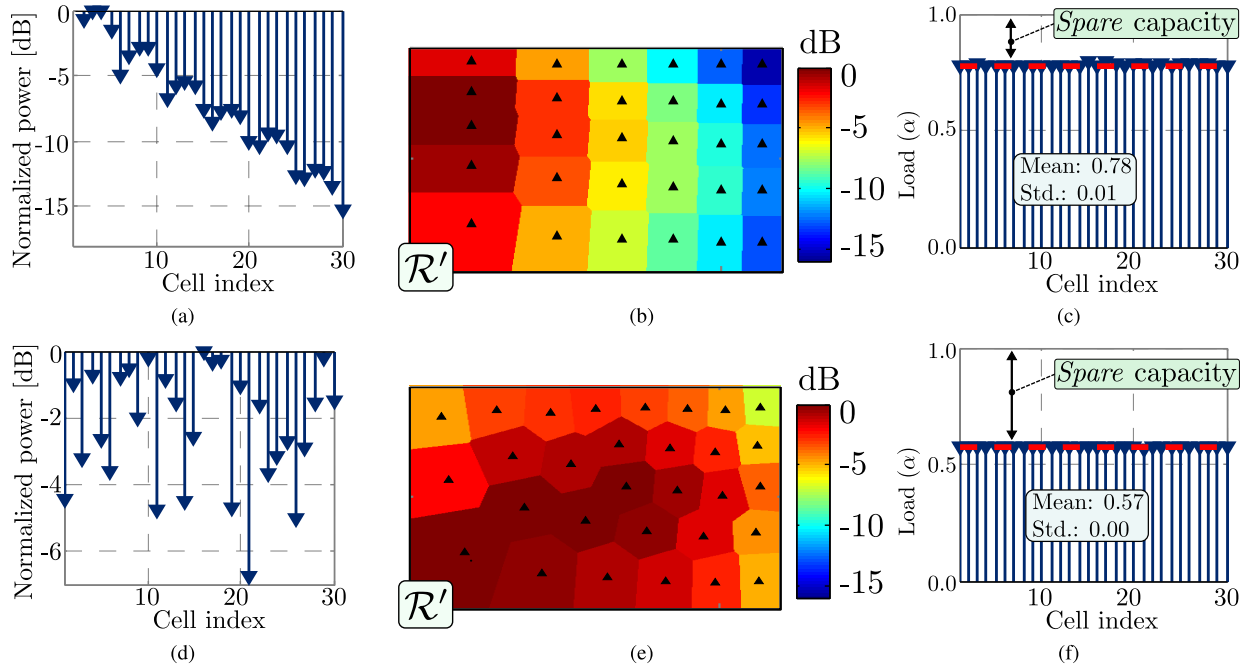 Normalized power [dB]
0
-5
-10
-15
10
20
30
Cell index
(a)
dB
0
-5
-10
-15
R′
(b)
Load (α)
1.0
0.5
0.0
Spare capacity
Mean: 0.78
Std.: 0.01
10
20
30
Cell index
(c)
Normalized power [dB]
0
-2
-4
-6
10
20
30
Cell index
(d)
dB
0
-5
-10
-15
R′
(e)
Load (α)
1.0
0.5
0.0
Spare capacity
Mean: 0.57
Std.: 0.00
10
20
30
Cell index
(f)